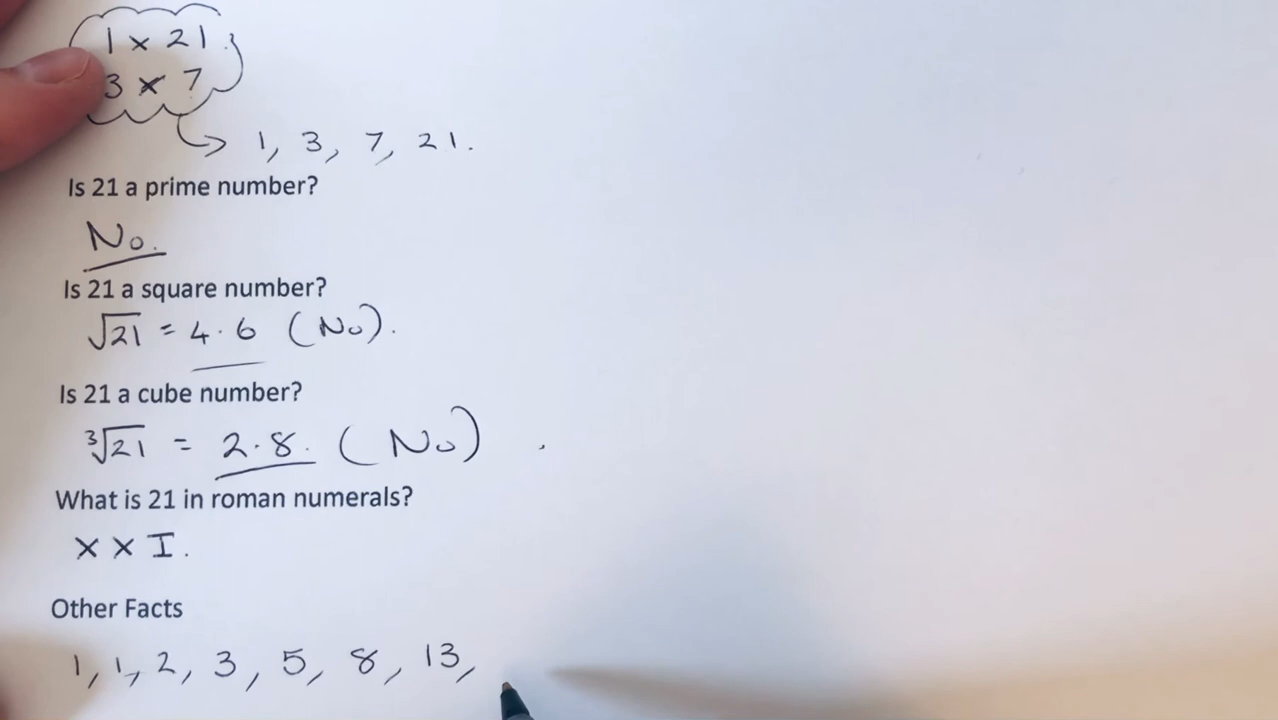 1 x 21
3 x 7
1, 3, 7, 21.
Is 21 a prime number?
No.
Is 21 a square number?
√21 = 4.6 (No).
Is 21 a cube number?
³√21 = 2.8. (No)
What is 21 in roman numerals?
XXI.
Other Facts
1, 1, 2, 3, 5, 8, 13,